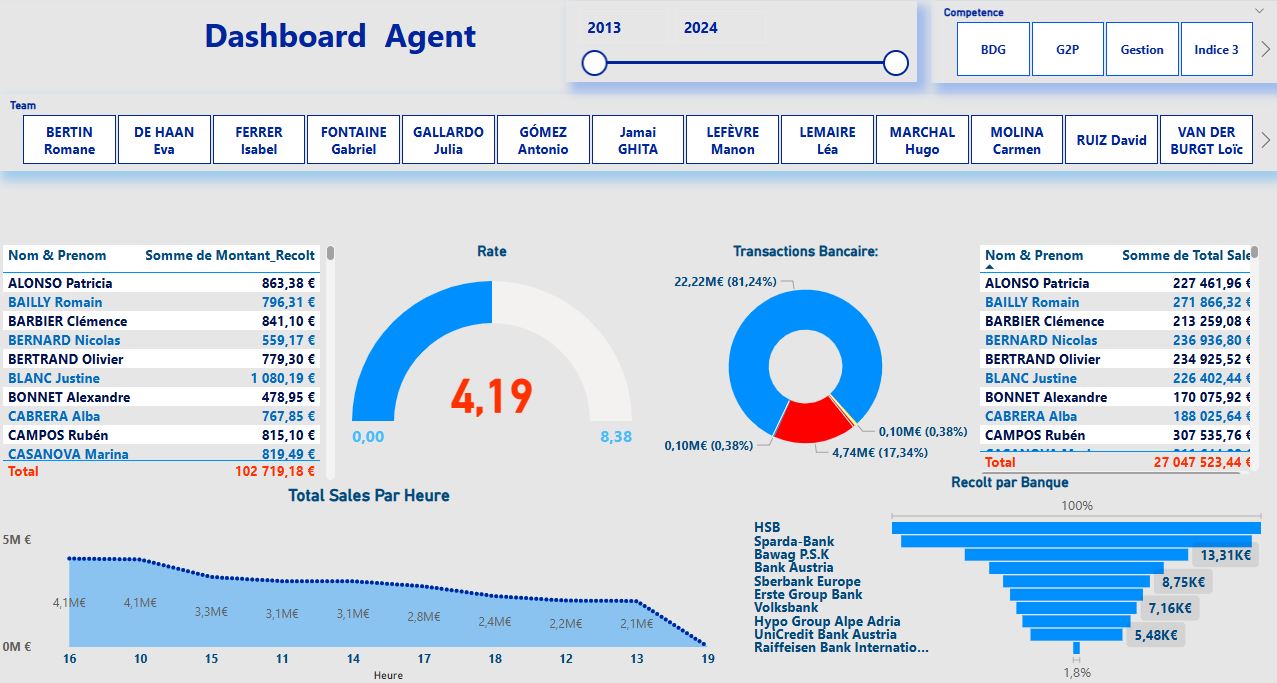 Dashboard Agent
2013 2024
Competence
BDG G2P Gestion Indice 3
Team
BERTIN Romane
DE HAAN Eva
FERRER Isabel
FONTAINE Gabriel
GALLARDO Julia
GÓMEZ Antonio
Jamai GHITA
LEFÈVRE Manon
LEMAIRE Léa
MARCHAL Hugo
MOLINA Carmen
RUIZ David
VAN DER BURGT Loïc
Nom & Prenom Somme de Montant_Recolt
ALONSO Patricia 863,38 €
BAILLY Romain 796,31 €
BARBIER Clémence 841,10 €
BERNARD Nicolas 559,17 €
BERTRAND Olivier 779,30 €
BLANC Justine 1 080,19 €
BONNET Alexandre 478,95 €
CABRERA Alba 767,85 €
CAMPOS Rubén 815,10 €
CASANOVA Marina 819,49 €
Total 102 719,18 €
Rate
4,19
0,00 8,38
Transactions Bancaire:
22,22M€ (81,24%)
0,10M€ (0,38%)
0,10M€ (0,38%)
4,74M€ (17,34%)
Nom & Prenom Somme de Total Sale
ALONSO Patricia 227 461,96 €
BAILLY Romain 271 866,32 €
BARBIER Clémence 213 259,08 €
BERNARD Nicolas 236 936,80 €
BERTRAND Olivier 234 925,52 €
BLANC Justine 226 402,44 €
BONNET Alexandre 170 075,92 €
CABRERA Alba 188 025,64 €
CAMPOS Rubén 307 535,76 €
Total 27 047 523,44 €
Total Sales Par Heure
5M €
0M €
4,1M€ 4,1M€ 3,3M€ 3,1M€ 3,1M€ 2,8M€ 2,4M€ 2,2M€ 2,1M€
16 10 15 11 14 17 18 12 13 19
Heure
Recolt par Banque
100%
HSB
Sparda-Bank
Bawag P.S.K
13,31K€
Bank Austria
Sberbank Europe
8,75K€
Erste Group Bank
Volksbank
7,16K€
Hypo Group Alpe Adria
UniCredit Bank Austria
5,48K€
Raiffeisen Bank Internatio...
1,8%